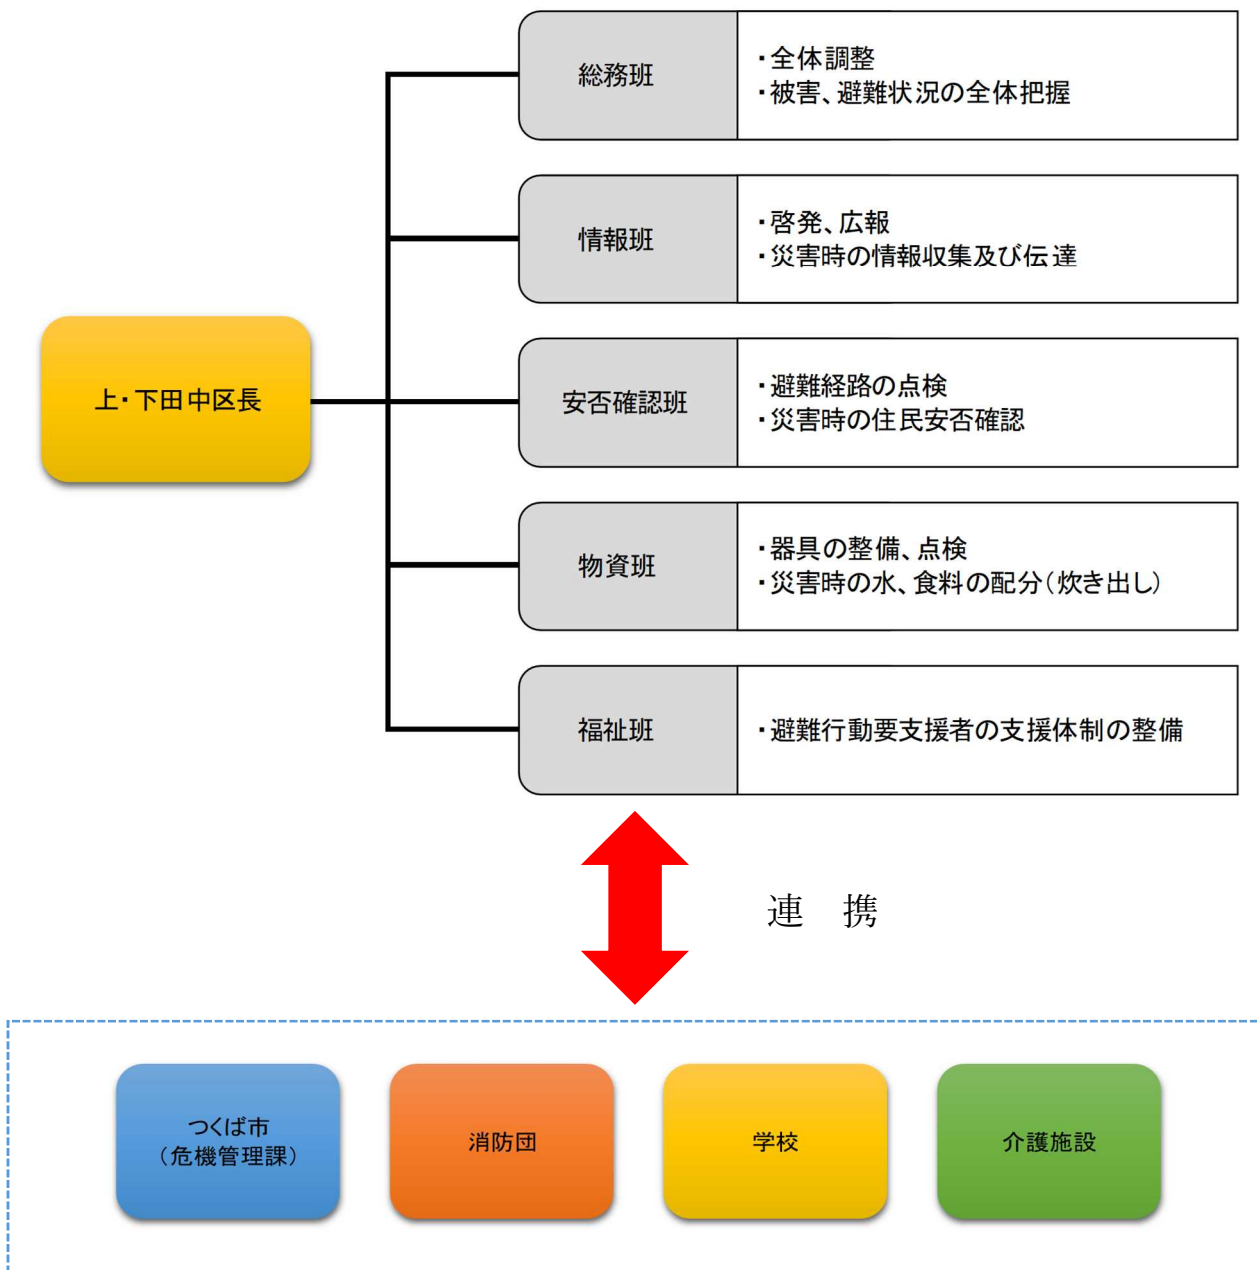 総務班
・全体調整
・被害、避難状況の全体把握
情報班
・啓発、広報
・災害時の情報収集及び伝達
上・下田中区長
安否確認班
・避難経路の点検
・災害時の住民安否確認
物資班
・器具の整備、点検
・災害時の水、食料の配分（炊き出し）
福祉班
・避難行動要支援者の支援体制の整備
連　携
つくば市
（危機管理課）
消防団
学校
介護施設